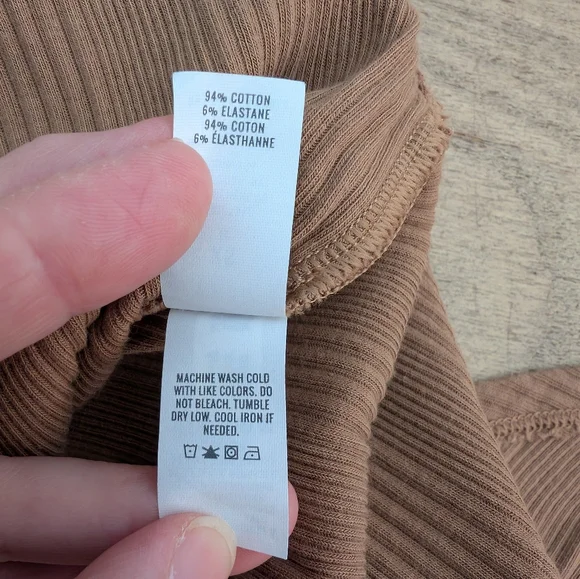 94% COTTON
6% ELASTANE
94% COTON
6% ÉLASTHANNE
MACHINE WASH COLD
WITH LIKE COLORS. DO
NOT BLEACH. TUMBLE
DRY LOW. COOL IRON IF
NEEDED.